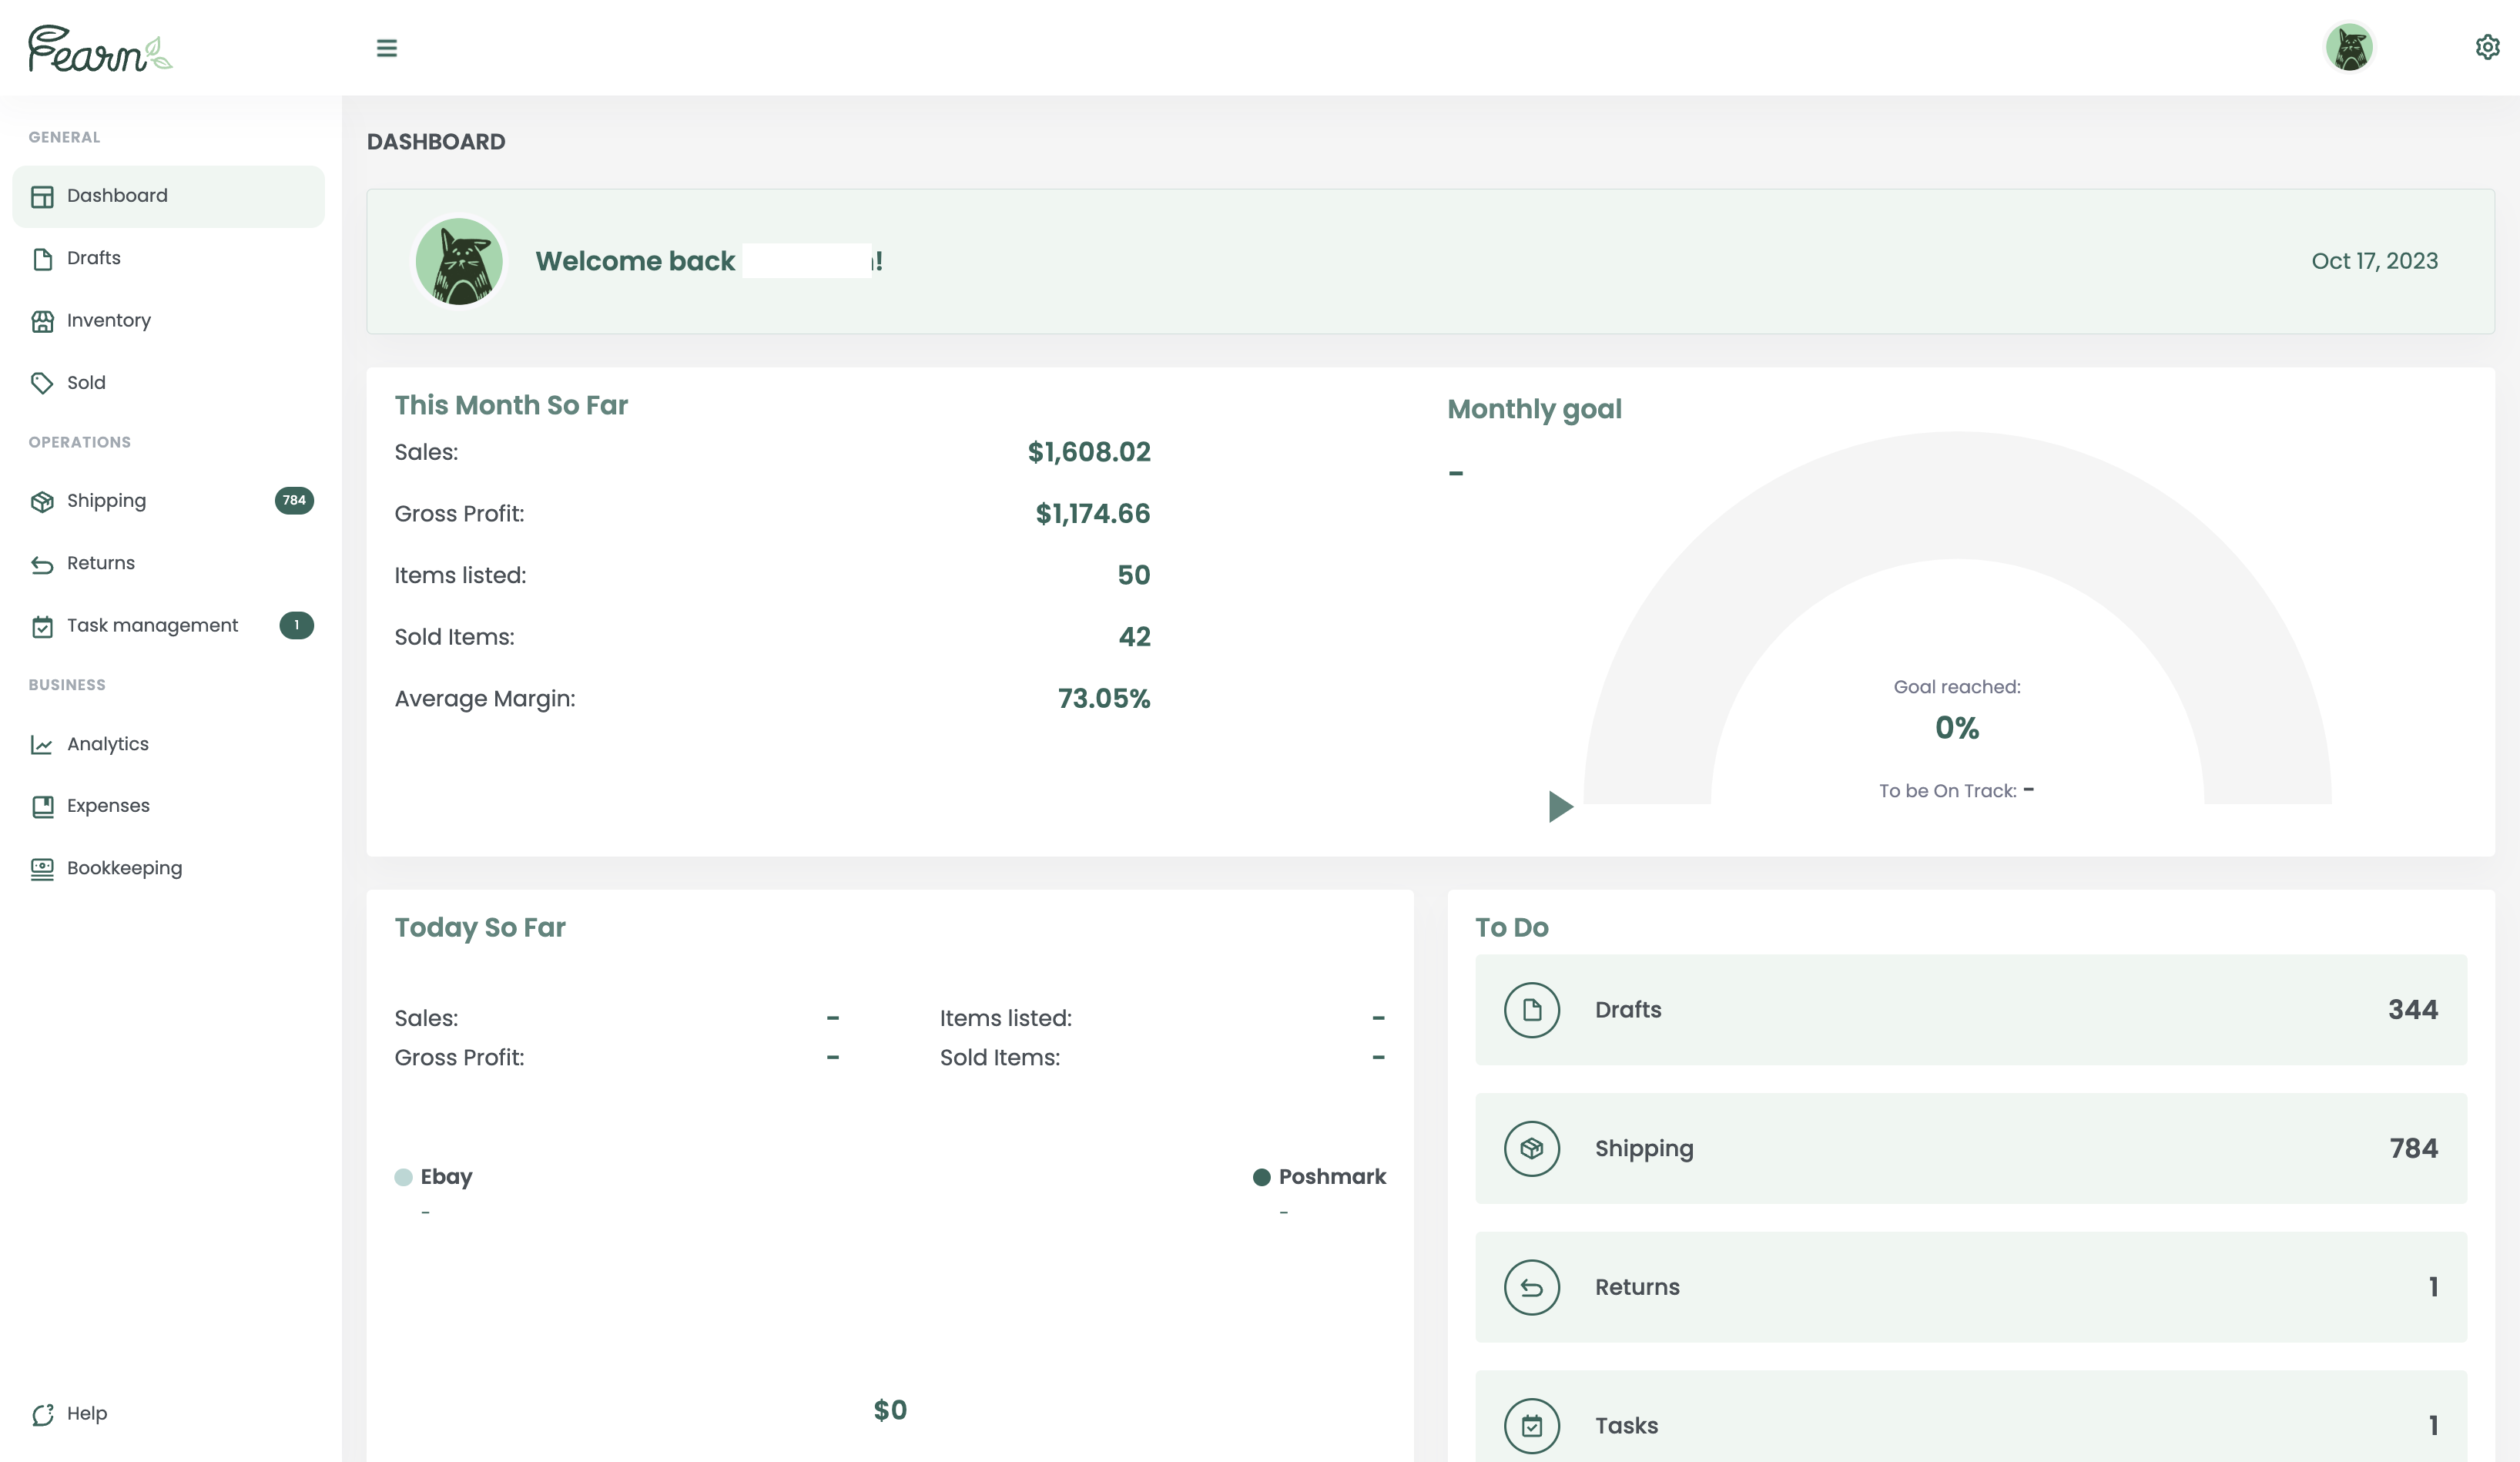 Fearn
GENERAL
Dashboard
Drafts
Inventory
Sold
OPERATIONS
Shipping 784
Returns
Task management 1
BUSINESS
Analytics
Expenses
Bookkeeping
Help
DASHBOARD
Welcome back !
Oct 17, 2023
This Month So Far
Sales: $1,608.02
Gross Profit: $1,174.66
Items listed: 50
Sold Items: 42
Average Margin: 73.05%
Monthly goal
-
Goal reached:
0%
To be On Track: -
Today So Far
Sales: - Items listed: -
Gross Profit: - Sold Items: -
Ebay Poshmark
- -
$0
To Do
Drafts 344
Shipping 784
Returns 1
Tasks 1